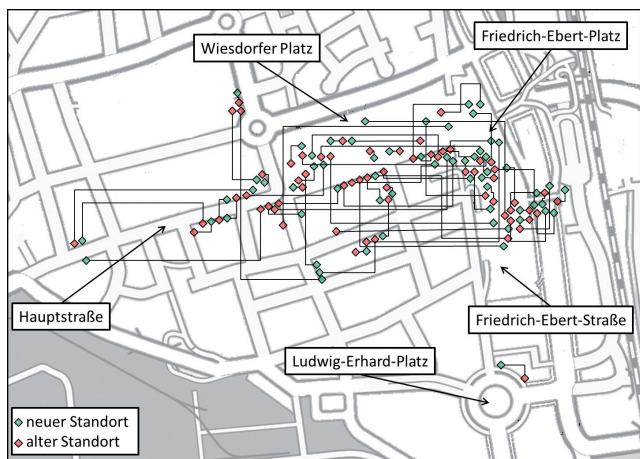 Friedrich-Ebert-Platz
Wiesdorfer Platz
Hauptstraße
Friedrich-Ebert-Straße
Ludwig-Erhard-Platz
neuer Standort
alter Standort